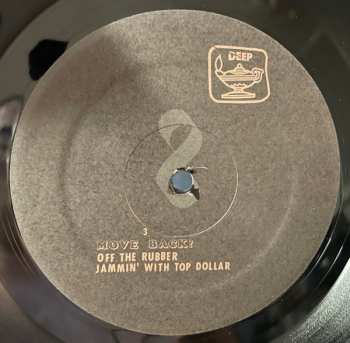 DEEP
3
MOVE BACK!
OFF THE RUBBER
JAMMIN' WITH TOP DOLLAR